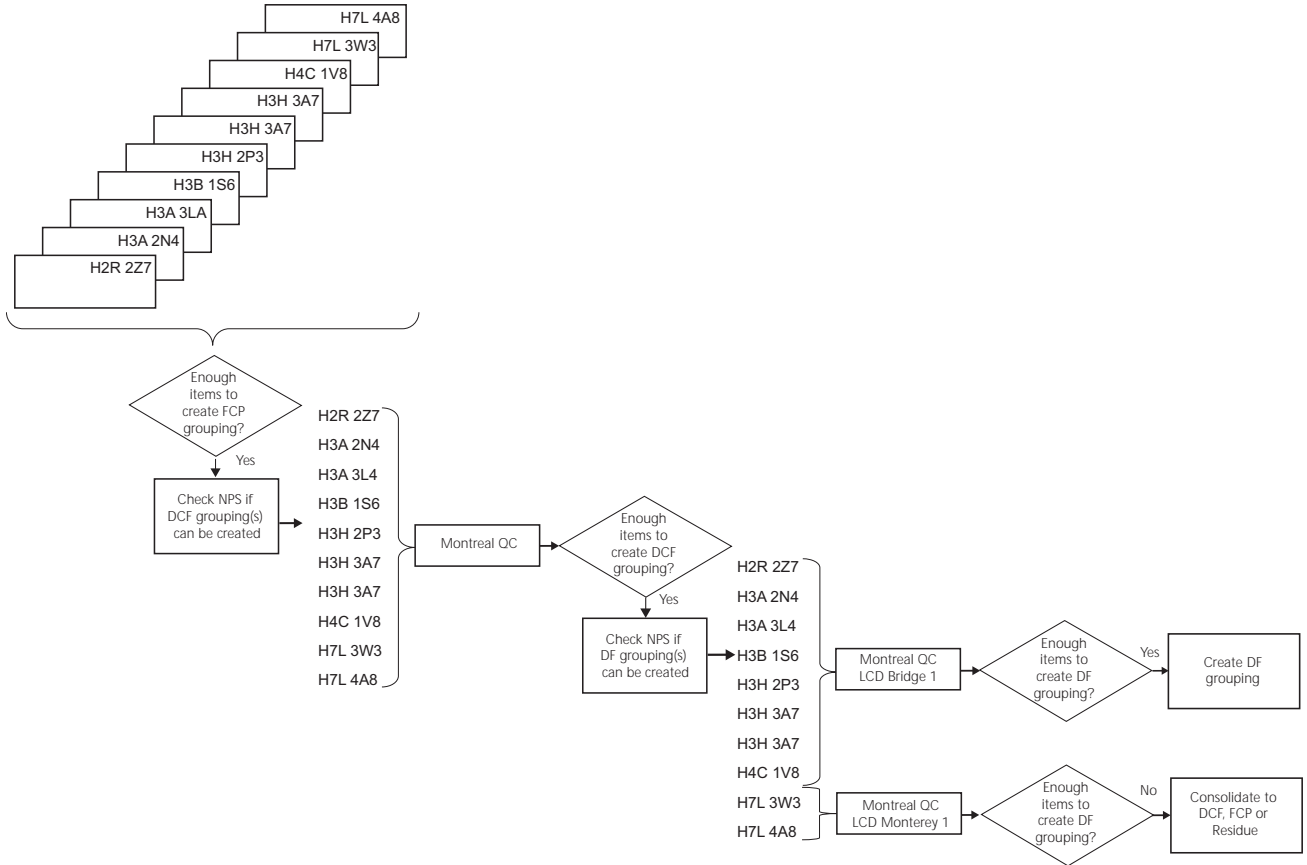 H7L 4A8
H7L 3W3
H4C 1V8
H3H 3A7
H3H 3A7
H3H 2P3
H3B 1S6
H3A 3LA
H3A 2N4
H2R 2Z7
Enough
items to
create FCP
grouping?
Yes
Check NPS if
DCF grouping(s)
can be created
H2R 2Z7
H3A 2N4
H3A 3L4
H3B 1S6
H3H 2P3
H3H 3A7
H3H 3A7
H4C 1V8
H7L 3W3
H7L 4A8
Montreal QC
Enough
items to
create DCF
grouping?
Yes
Check NPS if
DF grouping(s)
can be created
H2R 2Z7
H3A 2N4
H3A 3L4
H3B 1S6
H3H 2P3
H3H 3A7
H3H 3A7
H4C 1V8
H7L 3W3
H7L 4A8
Montreal QC
LCD Bridge 1
Enough
items to
create DF
grouping?
Yes
Create DF
grouping
Montreal QC
LCD Monterey 1
Enough
items to
create DF
grouping?
No
Consolidate to
DCF, FCP or
Residue